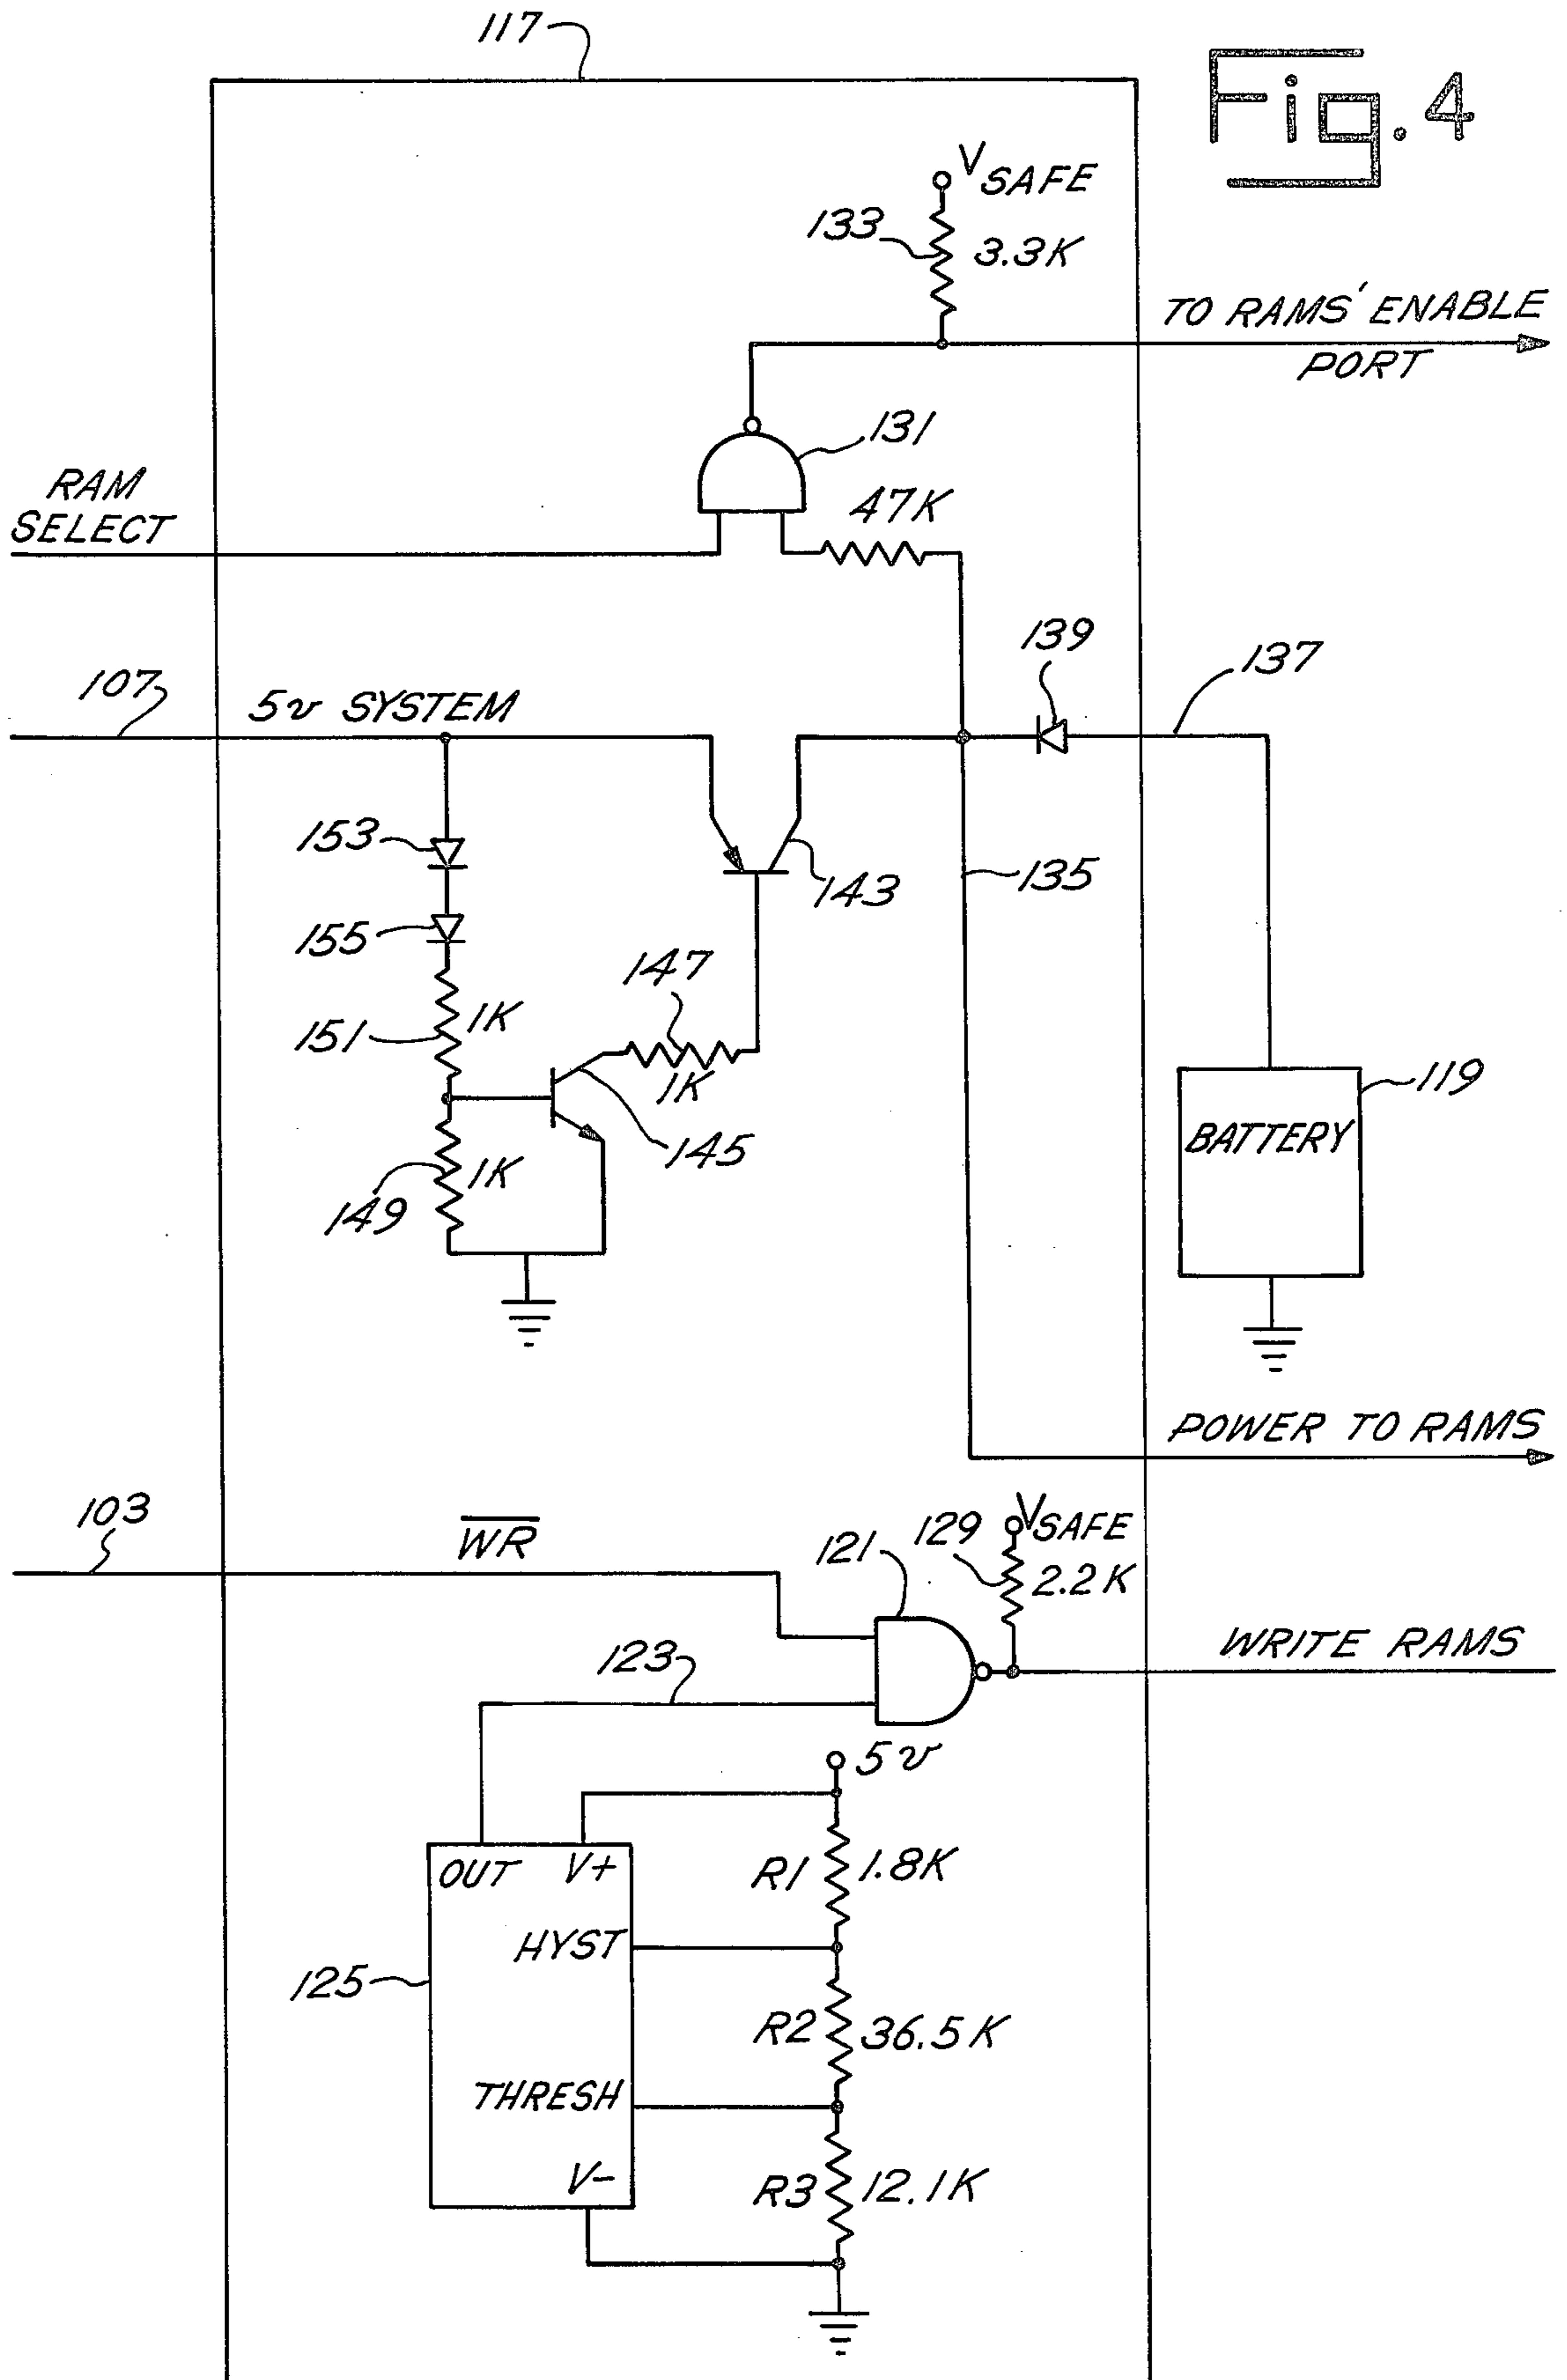 117
Fig. 4
V SAFE
133
3.3K
TO RAMS' ENABLE
PORT
131
RAM
SELECT
47K
139
137
107
5v SYSTEM
153
143
135
155
147
151
1K
1K
119
BATTERY
145
149
1K
POWER TO RAMS
103
WR
121
129
VSAFE
2.2K
123
WRITE RAMS
5v
OUT V+
R1 1.8K
HYST
125
R2 36.5K
THRESH
V-
R3 12.1K